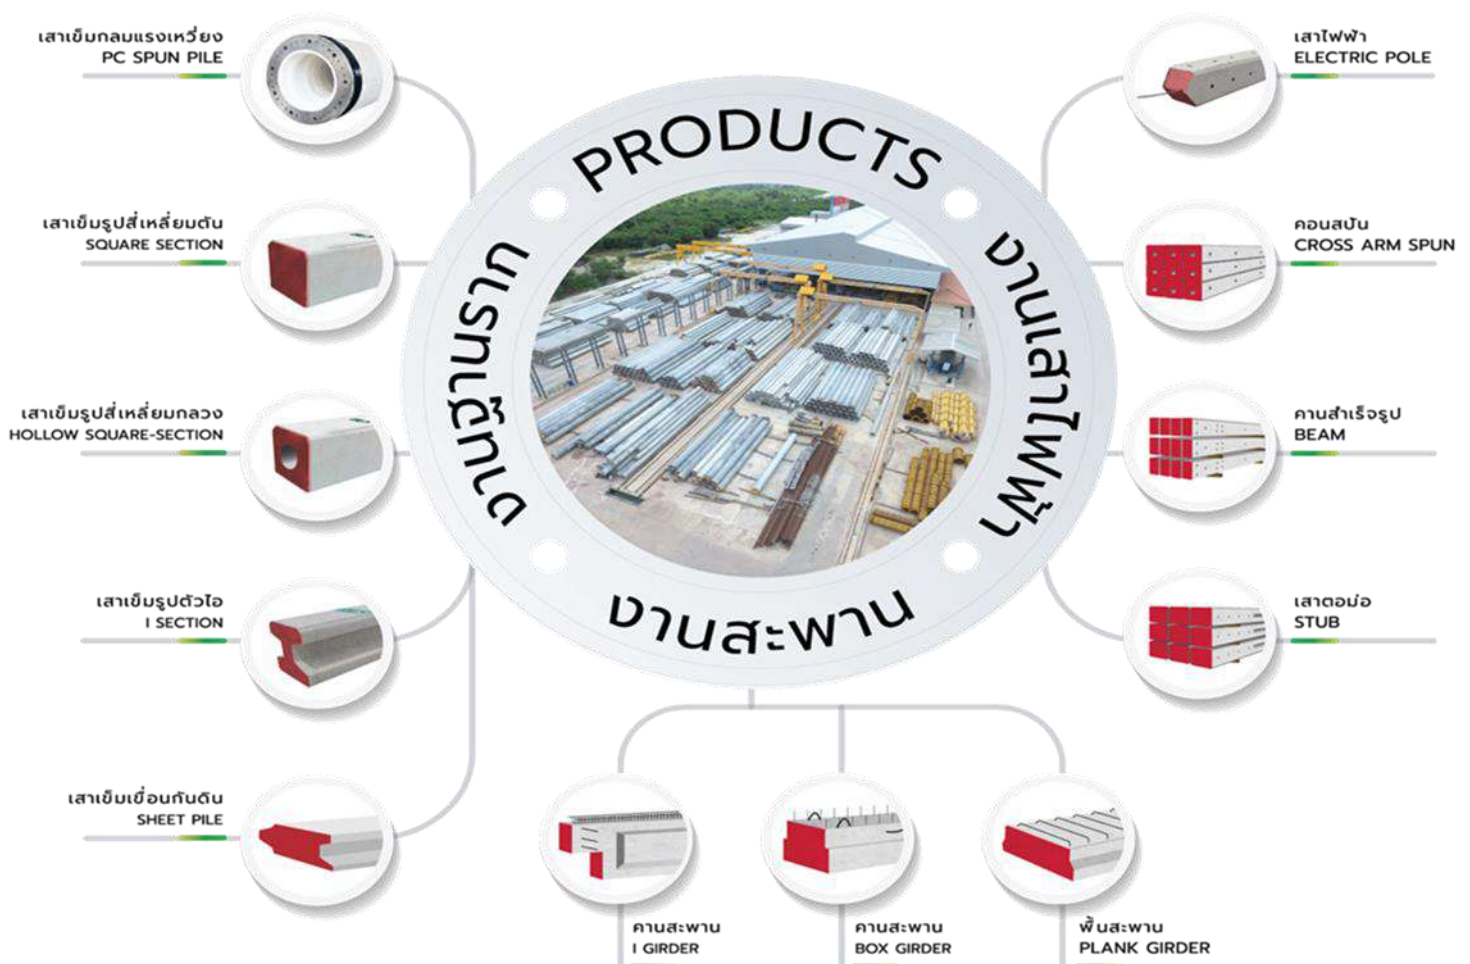 เสาเข็มกลมแรงเหวี่ยง
PC SPUN PILE
เสาเข็มรูปสี่เหลี่ยมตัน
SQUARE SECTION
เสาเข็มรูปสี่เหลี่ยมกลวง
HOLLOW SQUARE-SECTION
เสาเข็มรูปตัวไอ
I SECTION
เสาเข็มเขื่อนกันดิน
SHEET PILE
PRODUCTS
งานฐานราก
งานเสาไฟฟ้า
งานสะพาน
เสาไฟฟ้า
ELECTRIC POLE
คอนสปัน
CROSS ARM SPUN
คานสำเร็จรูป
BEAM
เสาตอม่อ
STUB
คานสะพาน
I GIRDER
คานสะพาน
BOX GIRDER
พื้นสะพาน
PLANK GIRDER